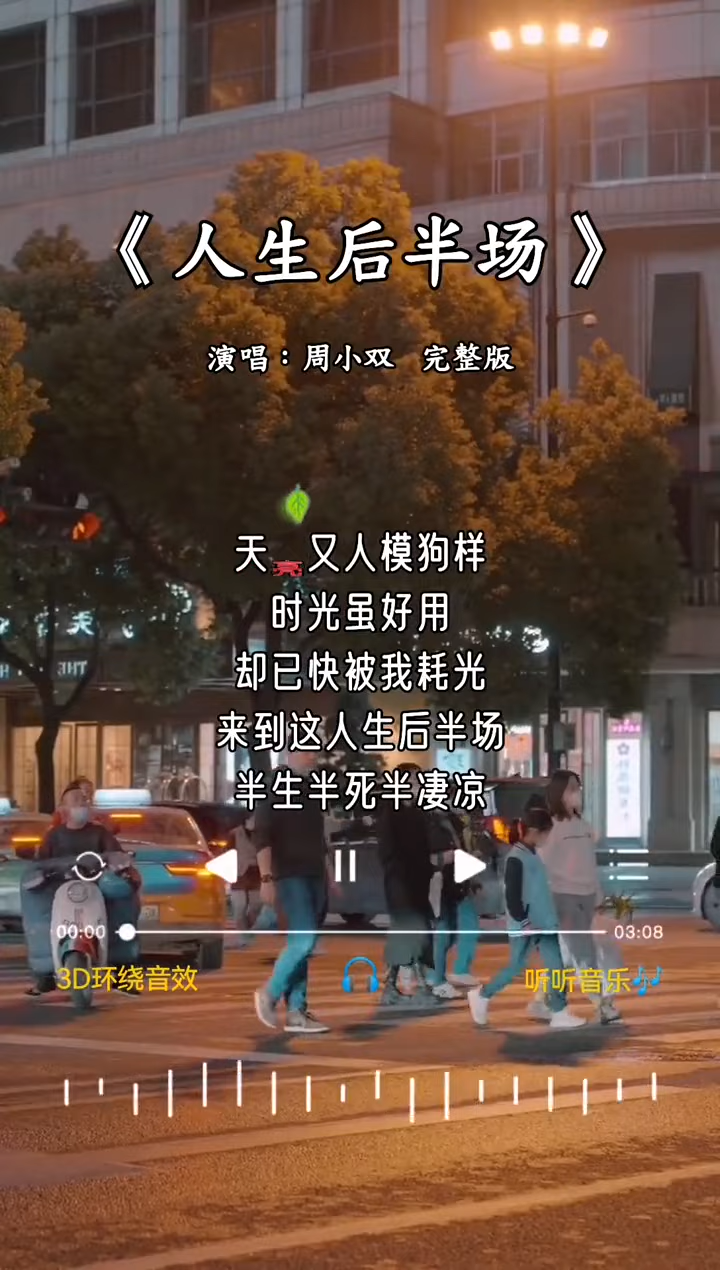 《人生后半场》
演唱：周小双 完整版
天亮又人模狗样
时光虽好用
却已快被我耗光
来到这人生后半场
半生半死半凄凉
00:00 03:08
3D环绕音效 听听音乐